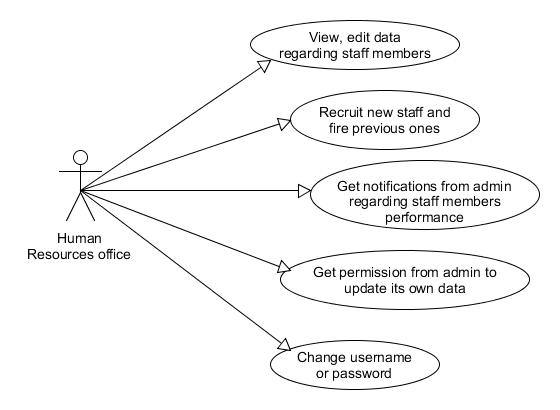 View, edit data
regarding staff members
Recruit new staff and
fire previous ones
Get notifications from admin
regarding staff members
performance
Human
Resources office
Get permission from admin to
update its own data
Change username
or password